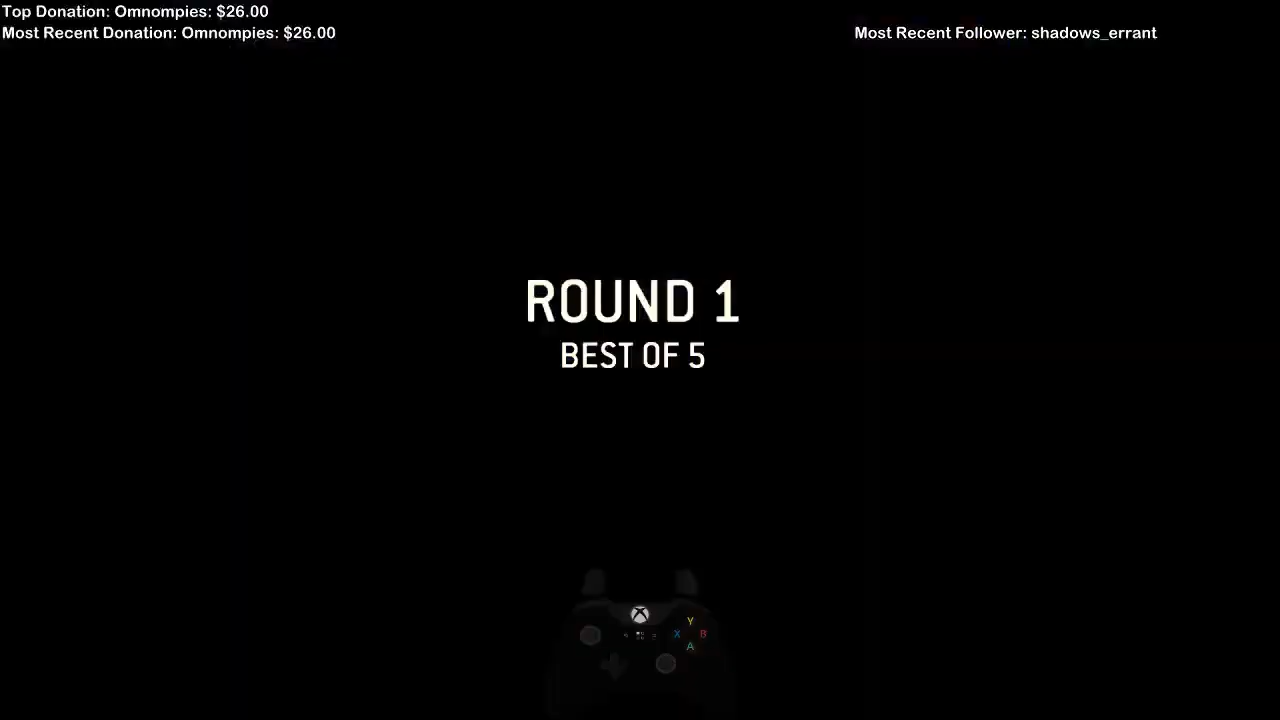 Top Donation: Omnompies: $26.00
Most Recent Donation: Omnompies: $26.00
Most Recent Follower: shadows_errant
ROUND 1
BEST OF 5
Y
X B
A